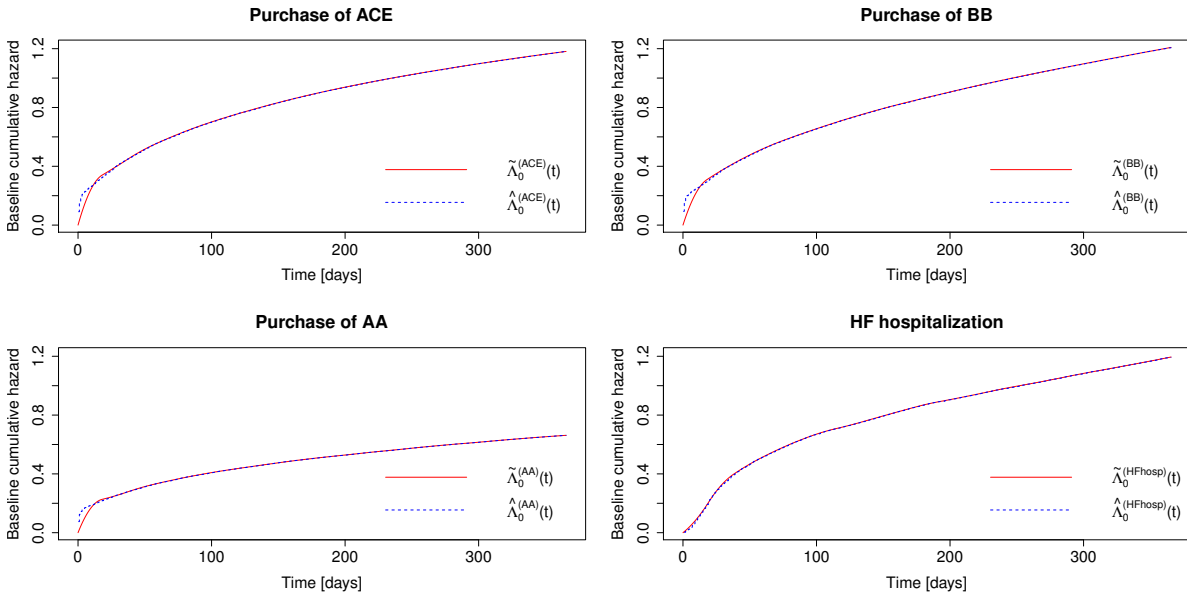 Purchase of ACE
Baseline cumulative hazard
0.0 0.4 0.8 1.2
Λ̃₀^(ACE)(t)
Λ̂₀^(ACE)(t)
0 100 200 300
Time [days]
Purchase of BB
Baseline cumulative hazard
0.0 0.4 0.8 1.2
Λ̃₀^(BB)(t)
Λ̂₀^(BB)(t)
0 100 200 300
Time [days]
Purchase of AA
Baseline cumulative hazard
0.0 0.4 0.8 1.2
Λ̃₀^(AA)(t)
Λ̂₀^(AA)(t)
0 100 200 300
Time [days]
HF hospitalization
Baseline cumulative hazard
0.0 0.4 0.8 1.2
Λ̃₀^(HFhosp)(t)
Λ̂₀^(HFhosp)(t)
0 100 200 300
Time [days]